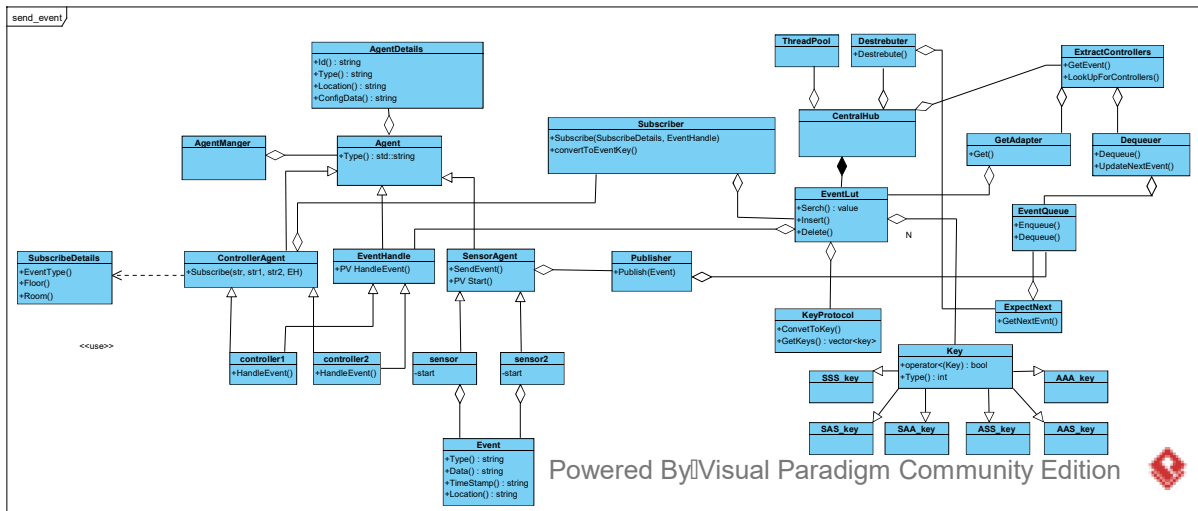 send_event
AgentDetails
+Id() : string
+Type() : string
+Location() : string
+ConfigData() : string
ThreadPool
Destrebuter
+Destrebute()
ExtractControllers
+GetEvent()
+LookUpForControllers()
AgentManger
Agent
+Type() : std::string
Subscriber
+Subscribe(SubscribeDetails, EventHandle)
+convertToEventKey()
CentralHub
GetAdapter
+Get()
Dequeuer
+Dequeue()
+UpdateNextEvent()
EventLut
+Serch() : value
+Insert()
+Delete()
N
EventQueue
+Enqueue()
+Dequeue()
SubscribeDetails
+EventType()
+Floor()
+Room()
ControllerAgent
+Subscribe(str, str1, str2, EH)
EventHandle
+PV HandleEvent()
SensorAgent
+SendEvent()
+PV Start()
Publisher
+Publish(Event)
KeyProtocol
+ConvetToKey()
+GetKeys() : vector<key>
ExpectNext
+GetNextEvnt()
<<use>>
controller1
+HandleEvent()
controller2
+HandleEvent()
sensor
-start
sensor2
-start
Key
+operator<(Key) : bool
+Type() : int
SSS_key
AAA_key
SAS_key
SAA_key
ASS_key
AAS_key
Event
+Type() : string
+Data() : string
+TimeStamp() : string
+Location() : string
Powered By Visual Paradigm Community Edition